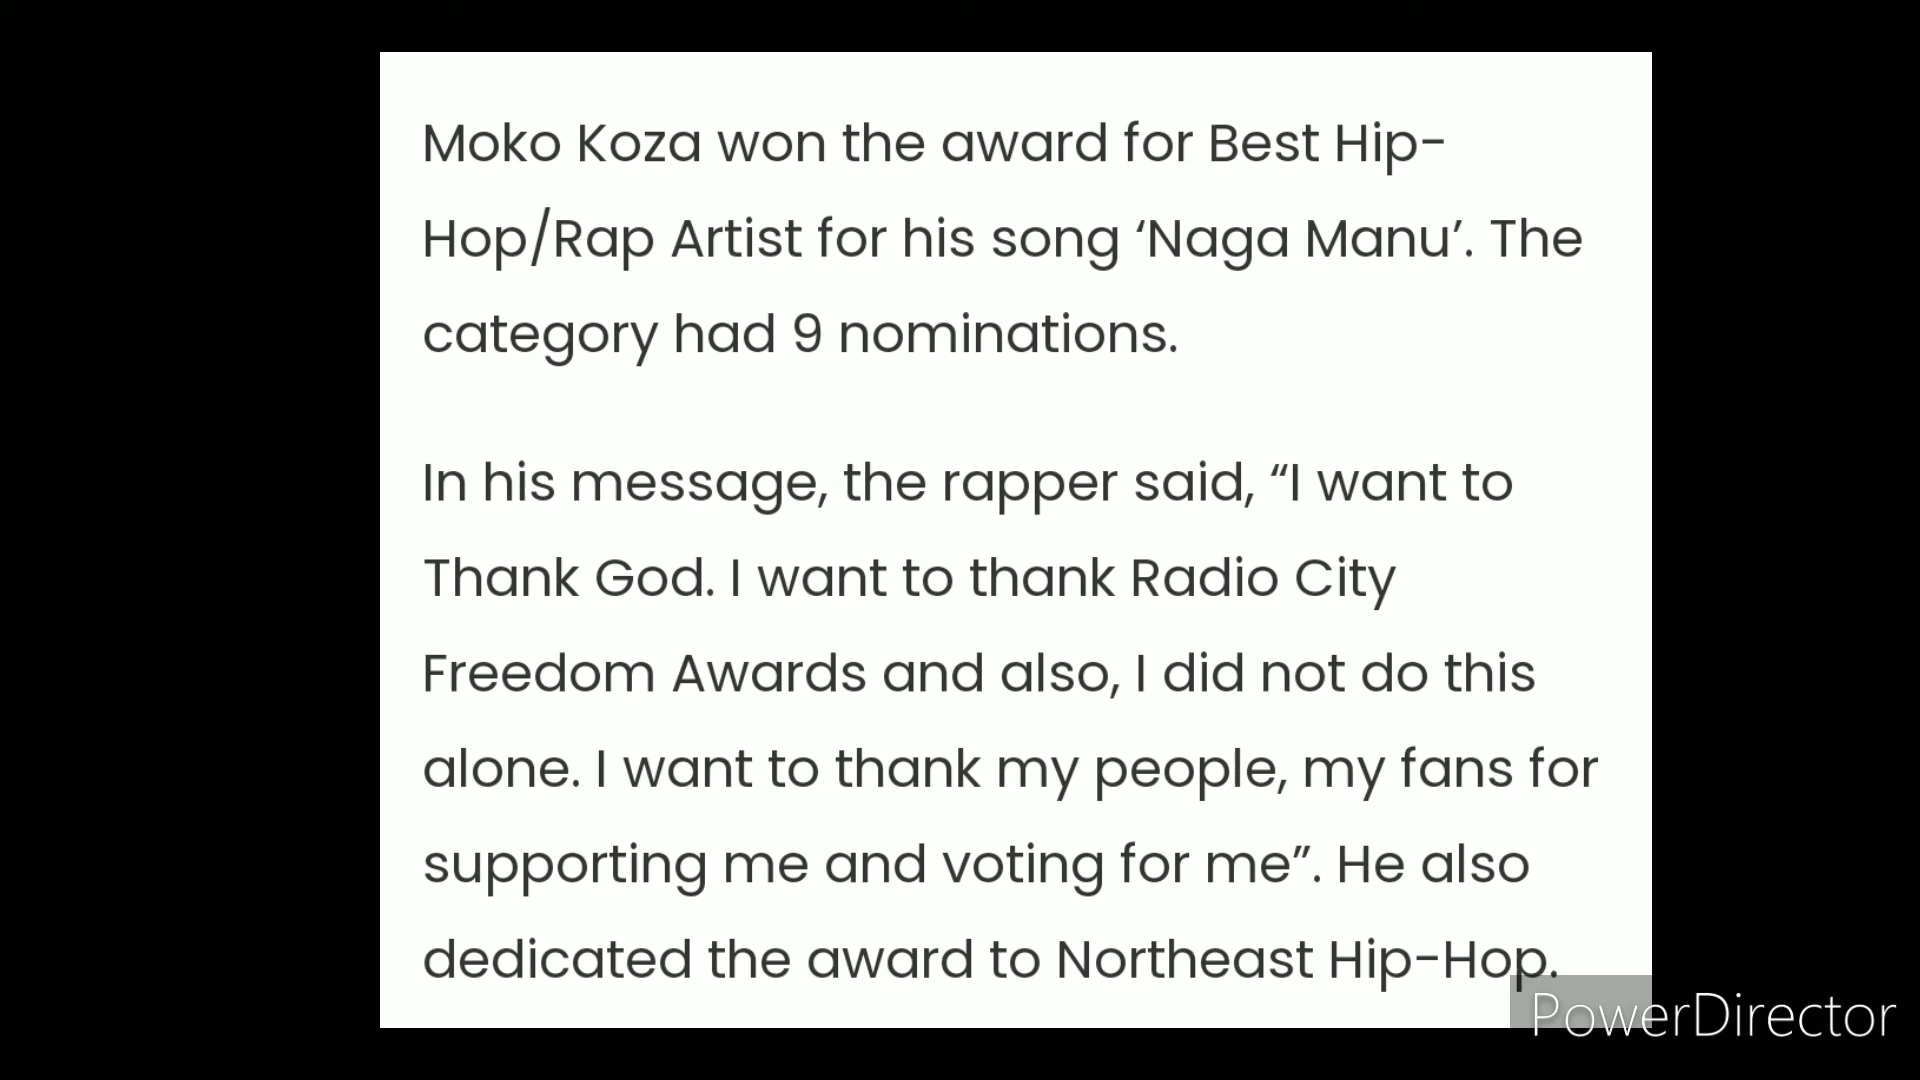 Moko Koza won the award for Best Hip-
Hop/Rap Artist for his song ‘Naga Manu’. The
category had 9 nominations.
In his message, the rapper said, “I want to
Thank God. I want to thank Radio City
Freedom Awards and also, I did not do this
alone. I want to thank my people, my fans for
supporting me and voting for me”. He also
dedicated the award to Northeast Hip-Hop.
PowerDirector